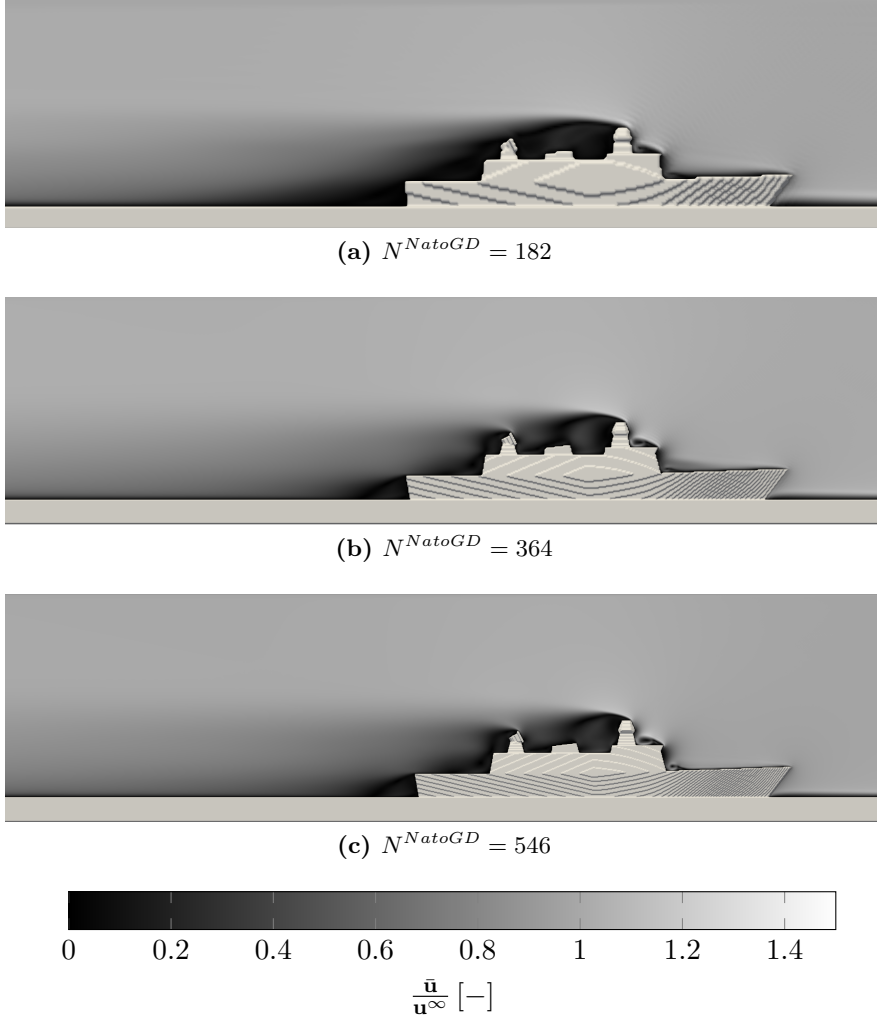 (a) N^{NatoGD} = 182
(b) N^{NatoGD} = 364
(c) N^{NatoGD} = 546
0 0.2 0.4 0.6 0.8 1 1.2 1.4
ū/u^∞ [−]